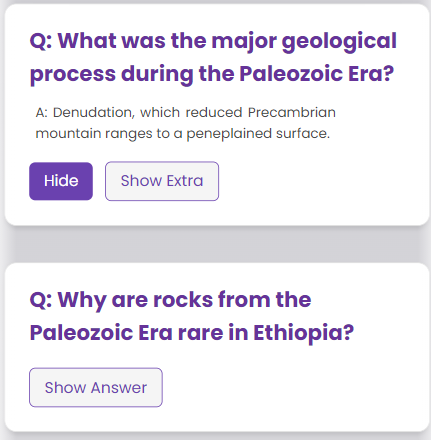 Q: What was the major geological
process during the Paleozoic Era?
A: Denudation, which reduced Precambrian
mountain ranges to a peneplained surface.
Hide Show Extra
Q: Why are rocks from the
Paleozoic Era rare in Ethiopia?
Show Answer